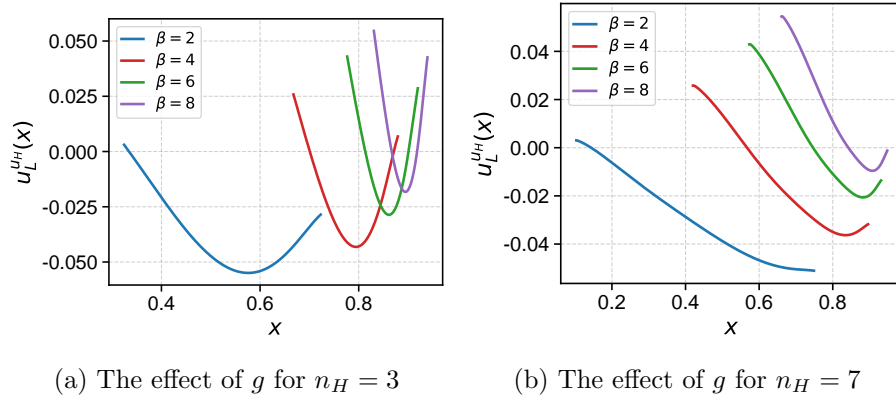 0.050
0.025
0.000
-0.025
-0.050
u_L^{u_H}(x)
β = 2
β = 4
β = 6
β = 8
0.4
0.6
0.8
x
(a) The effect of g for n_H = 3
0.04
0.02
0.00
-0.02
-0.04
u_L^{u_H}(x)
β = 2
β = 4
β = 6
β = 8
0.2
0.4
0.6
0.8
x
(b) The effect of g for n_H = 7